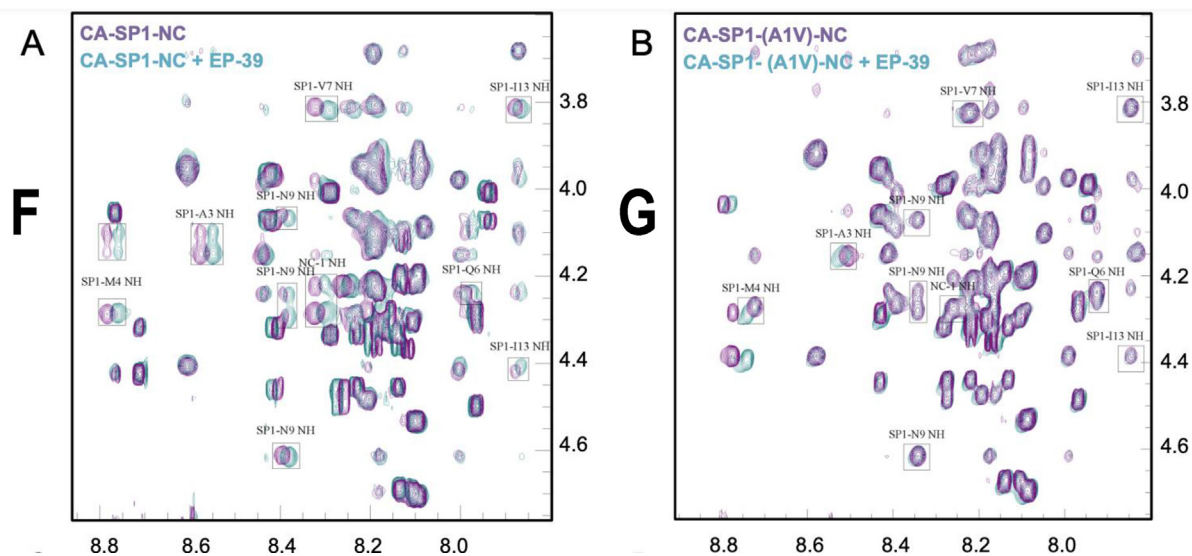 A
CA-SP1-NC
CA-SP1-NC + EP-39
SP1-V7 NH
SP1-I13 NH
3.8
F
SP1-N9 NH
4.0
SP1-A3 NH
SP1-M4 NH
SP1-N9 NH
NC-1 NH
SP1-Q6 NH
4.2
SP1-I13 NH
4.4
SP1-N9 NH
4.6
8.8 8.6 8.4 8.2 8.0
B
CA-SP1-(A1V)-NC
CA-SP1- (A1V)-NC + EP-39
SP1-V7 NH
SP1-I13 NH
3.8
G
SP1-N9 NH
4.0
SP1-A3 NH
SP1-M4 NH
SP1-N9 NH
NC-1 NH
SP1-Q6 NH
4.2
SP1-I13 NH
4.4
SP1-N9 NH
4.6
8.8 8.6 8.4 8.2 8.0